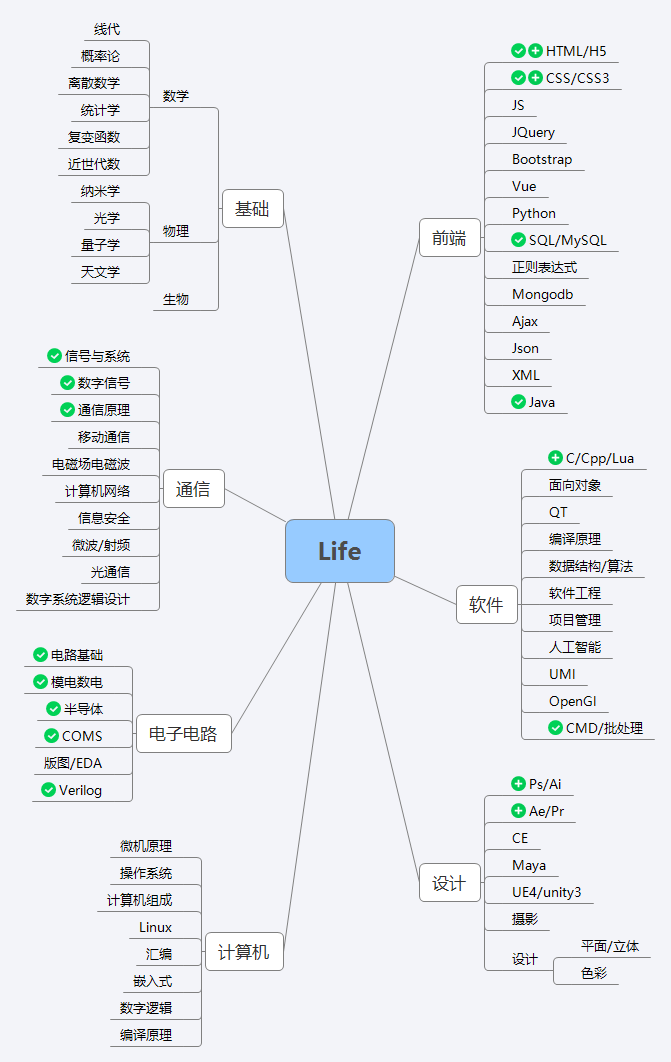 Life
基础
数学
线代
概率论
离散数学
统计学
复变函数
近世代数
物理
纳米学
光学
量子学
天文学
生物
通信
信号与系统
数字信号
通信原理
移动通信
电磁场电磁波
计算机网络
信息安全
微波/射频
光通信
数字系统逻辑设计
电子电路
电路基础
模电数电
半导体
COMS
版图/EDA
Verilog
计算机
微机原理
操作系统
计算机组成
Linux
汇编
嵌入式
数字逻辑
编译原理
前端
HTML/H5
CSS/CSS3
JS
JQuery
Bootstrap
Vue
Python
SQL/MySQL
正则表达式
Mongodb
Ajax
Json
XML
Java
软件
C/Cpp/Lua
面向对象
QT
编译原理
数据结构/算法
软件工程
项目管理
人工智能
UMI
OpenGl
CMD/批处理
设计
Ps/Ai
Ae/Pr
CE
Maya
UE4/unity3
摄影
设计
平面/立体
色彩